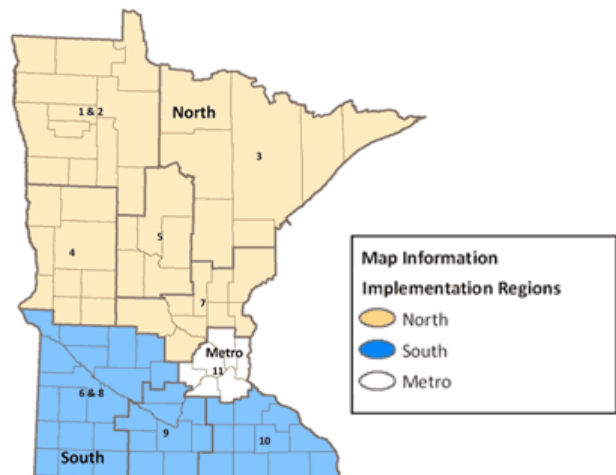 1 & 2
North
3
5
4
7
Metro
11
6 & 8
9
10
South
Map Information
Implementation Regions
North
South
Metro